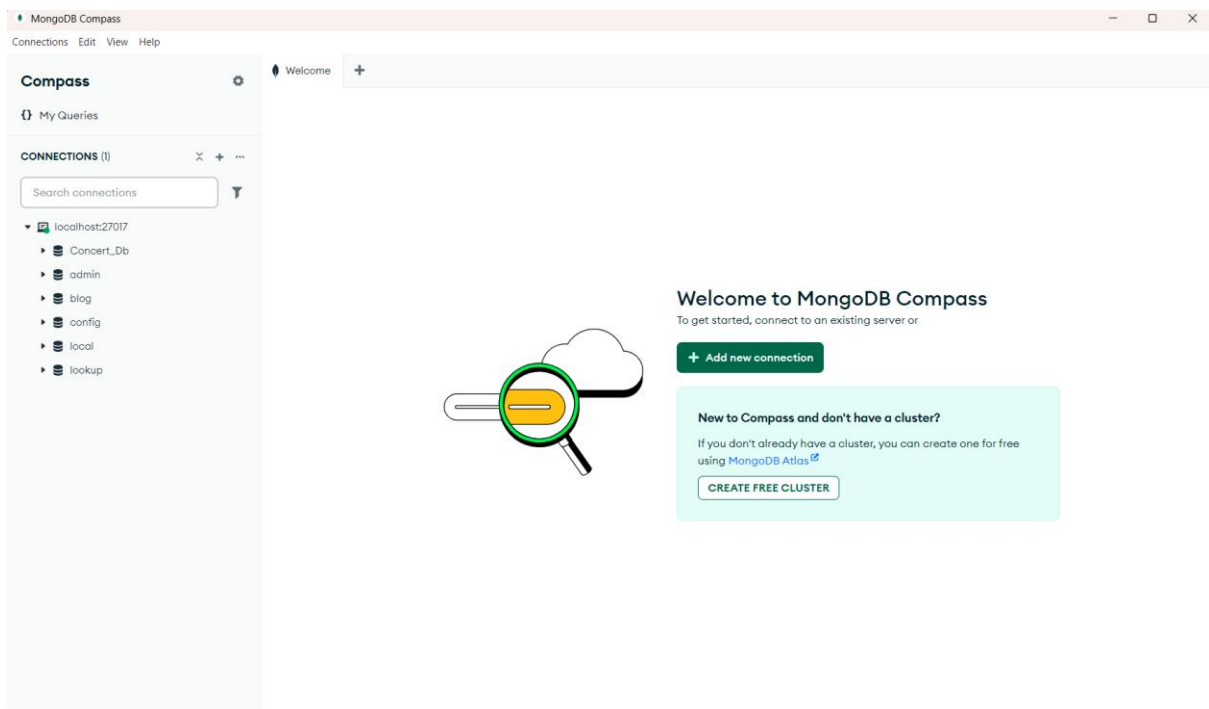 MongoDB Compass
Connections Edit View Help
Compass
Welcome
{} My Queries
CONNECTIONS (1)
Search connections
localhost:27017
Concert_Db
admin
blog
config
local
lookup
Welcome to MongoDB Compass
To get started, connect to an existing server or
+ Add new connection
New to Compass and don't have a cluster?
If you don't already have a cluster, you can create one for free
using MongoDB Atlas
CREATE FREE CLUSTER